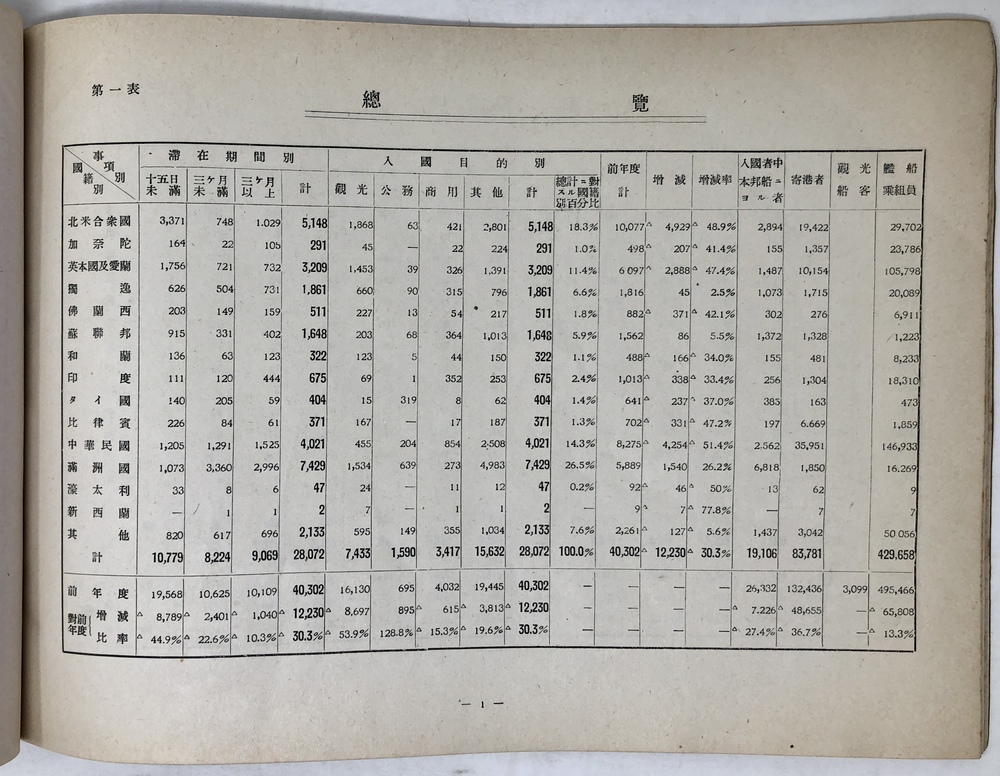 第一表
總覽
事項 國籍別 滯在期間別 入國目的別 前年度計 增減 增減率 入國者中本邦船ニヨル者 寄港者 觀光船客 艦船乘組員
十五日未滿 三ヶ月未滿 三ヶ月以上 計 觀光 公務 商用 其他 計 總計ニ對スル國籍別百分比
北米合衆國 3,371 748 1.029 5,148 1,868 63 421 2,801 5,148 18.3% 10,077 △ 4,929 △ 48.9% 2,894 19,422 29,702
加奈陀 164 22 105 291 45 — 22 224 291 1.0% 498 △ 207 △ 41.4% 155 1,357 23,786
英本國及愛蘭 1,756 721 732 3,209 1,453 39 326 1,391 3,209 11.4% 6 097 △ 2,888 △ 47.4% 1,487 10,154 105,798
獨逸 626 504 731 1,861 660 90 315 796 1,861 6.6% 1,816 45 2.5% 1,073 1,715 20,089
佛蘭西 203 149 159 511 227 13 54 217 511 1.8% 882 △ 371 △ 42.1% 302 276 6,911
蘇聯邦 915 331 402 1,648 203 68 364 1,013 1,648 5.9% 1,562 86 5.5% 1,372 1,328 1,223
和蘭 136 63 123 322 123 5 44 150 322 1.1% 488 △ 166 △ 34.0% 155 481 8,233
印度 111 120 444 675 69 1 352 253 675 2.4% 1,013 △ 338 △ 33.4% 256 1,304 18,310
タイ國 140 205 59 404 15 319 8 62 404 1.4% 641 △ 237 △ 37.0% 385 163 473
比律賓 226 84 61 371 167 — 17 187 371 1.3% 702 △ 331 △ 47.2% 197 6.669 1,859
中華民國 1,205 1,291 1,525 4,021 455 204 854 2·508 4,021 14.3% 8,275 △ 4,254 △ 51.4% 2.562 35,951 146,933
滿洲國 1,073 3,360 2,996 7,429 1,534 639 273 4,983 7,429 26.5% 5,889 1,540 26.2% 6,818 1,850 16.269
濠太利 33 8 6 47 24 — 11 12 47 0.2% 92 △ 46 △ 50% 13 62 9
新西蘭 — 1 1 2 7 — 1 1 2 — 9 △ 7 △ 77.8% — 7 7
其他 820 617 696 2,133 595 149 355 1,034 2,133 7.6% 2,261 △ 127 △ 5.6% 1,437 3,042 50 056
計 10,779 8,224 9,069 28,072 7,433 1,590 3,417 15,632 28,072 100.0% 40,302 △ 12,230 △ 30.3% 19,106 83,781 429,658
前年度 19,568 10,625 10,109 40,302 16,130 695 4,032 19,445 40,302 — — — — 26,332 132,436 3,099 495,466
對前年度 增減 △ 8,789 △ 2,401 △ 1,040 △ 12,230 △ 8,697 895 △ 615 △ 3,813 △ 12,230 — — — — △ 7.226 △ 48,655 — △ 65,808
比率 △ 44.9% △ 22.6% △ 10.3% △ 30.3% △ 53.9% 128.8% △ 15.3% △ 19.6% △ 30.3% — — — — △ 27.4% △ 36.7% — △ 13.3%
— 1 —